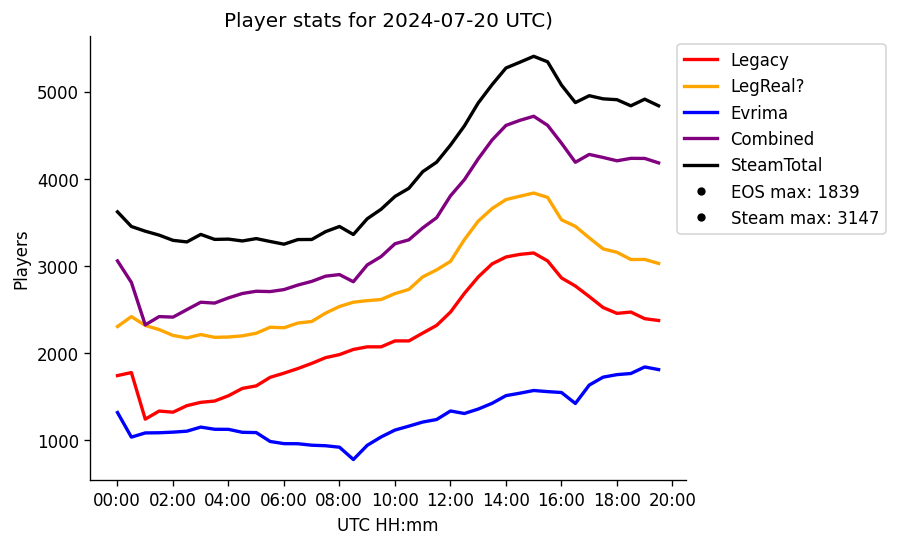 Player stats for 2024-07-20 UTC)
Players
5000
4000
3000
2000
1000
00:00 02:00 04:00 06:00 08:00 10:00 12:00 14:00 16:00 18:00 20:00
UTC HH:mm
Legacy
LegReal?
Evrima
Combined
SteamTotal
EOS max: 1839
Steam max: 3147